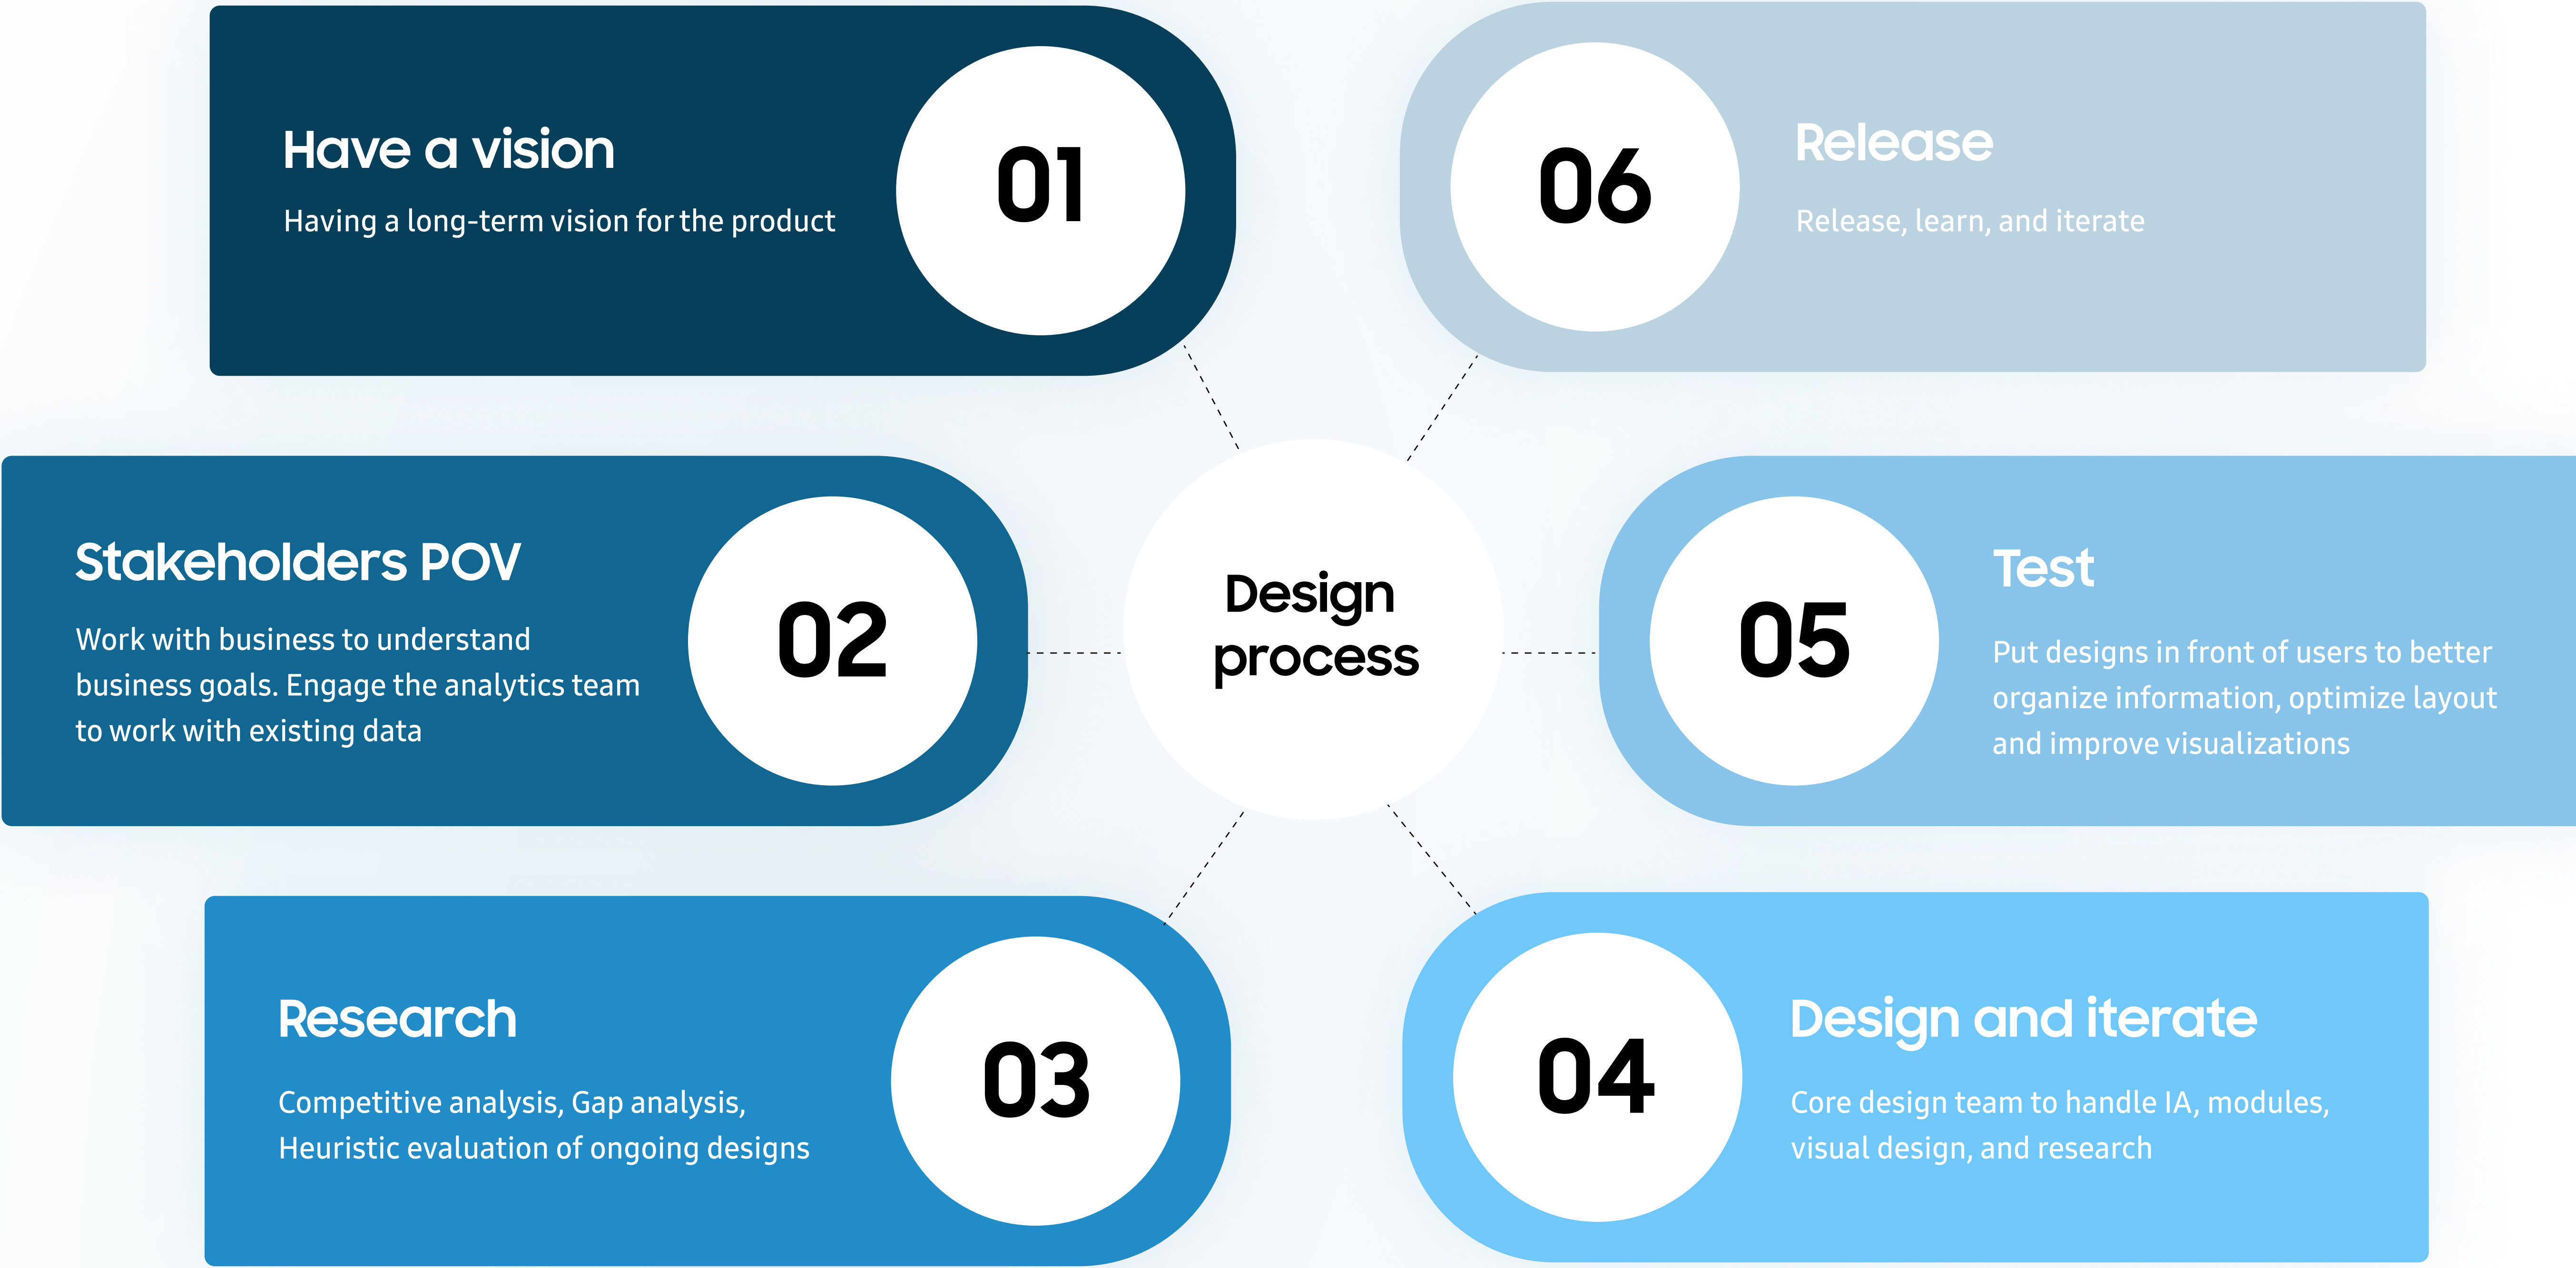 Have a vision
Having a long-term vision for the product
01
Stakeholders POV
Work with business to understand
business goals. Engage the analytics team
to work with existing data
02
Research
Competitive analysis, Gap analysis,
Heuristic evaluation of ongoing designs
03
Design
process
04
Design and iterate
Core design team to handle IA, modules,
visual design, and research
05
Test
Put designs in front of users to better
organize information, optimize layout
and improve visualizations
06
Release
Release, learn, and iterate